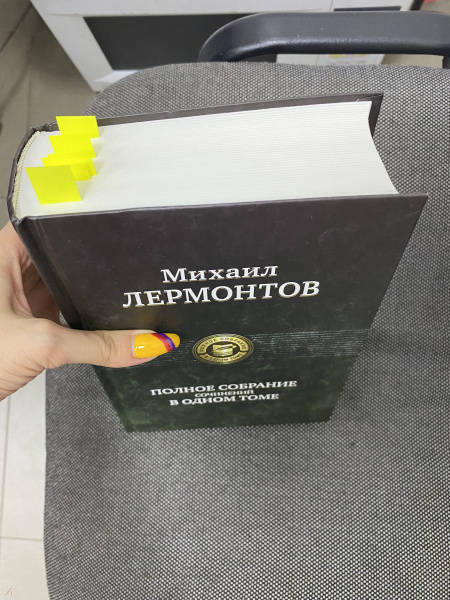 Михаил
ЛЕРМОНТОВ
ПОЛНОЕ СОБРАНИЕ
СОЧИНЕНИЙ
В ОДНОМ ТОМЕ